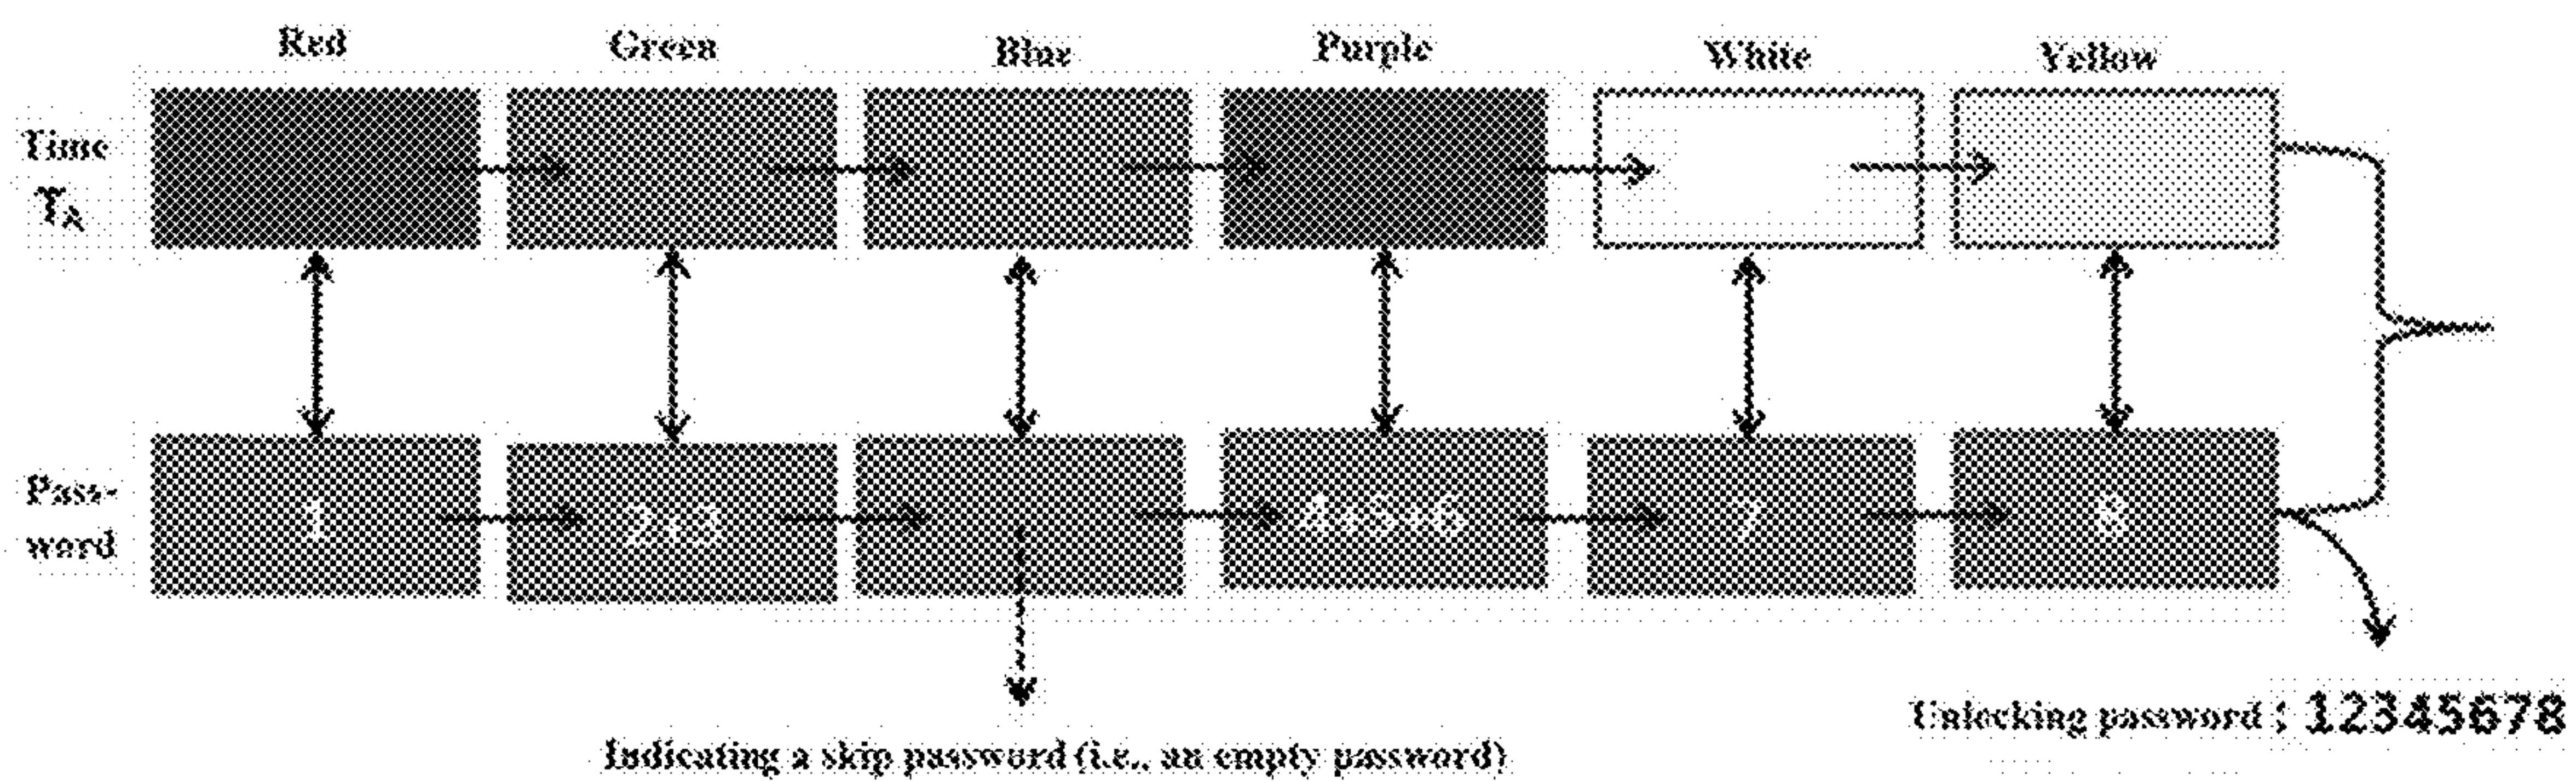 Red Green Blue Purple White Yellow
Time
TA
Pass-
word
1 2+3 4+5+6 7 8
Unlocking password : 12345678
Indicating a skip password (i.e., an empty password)